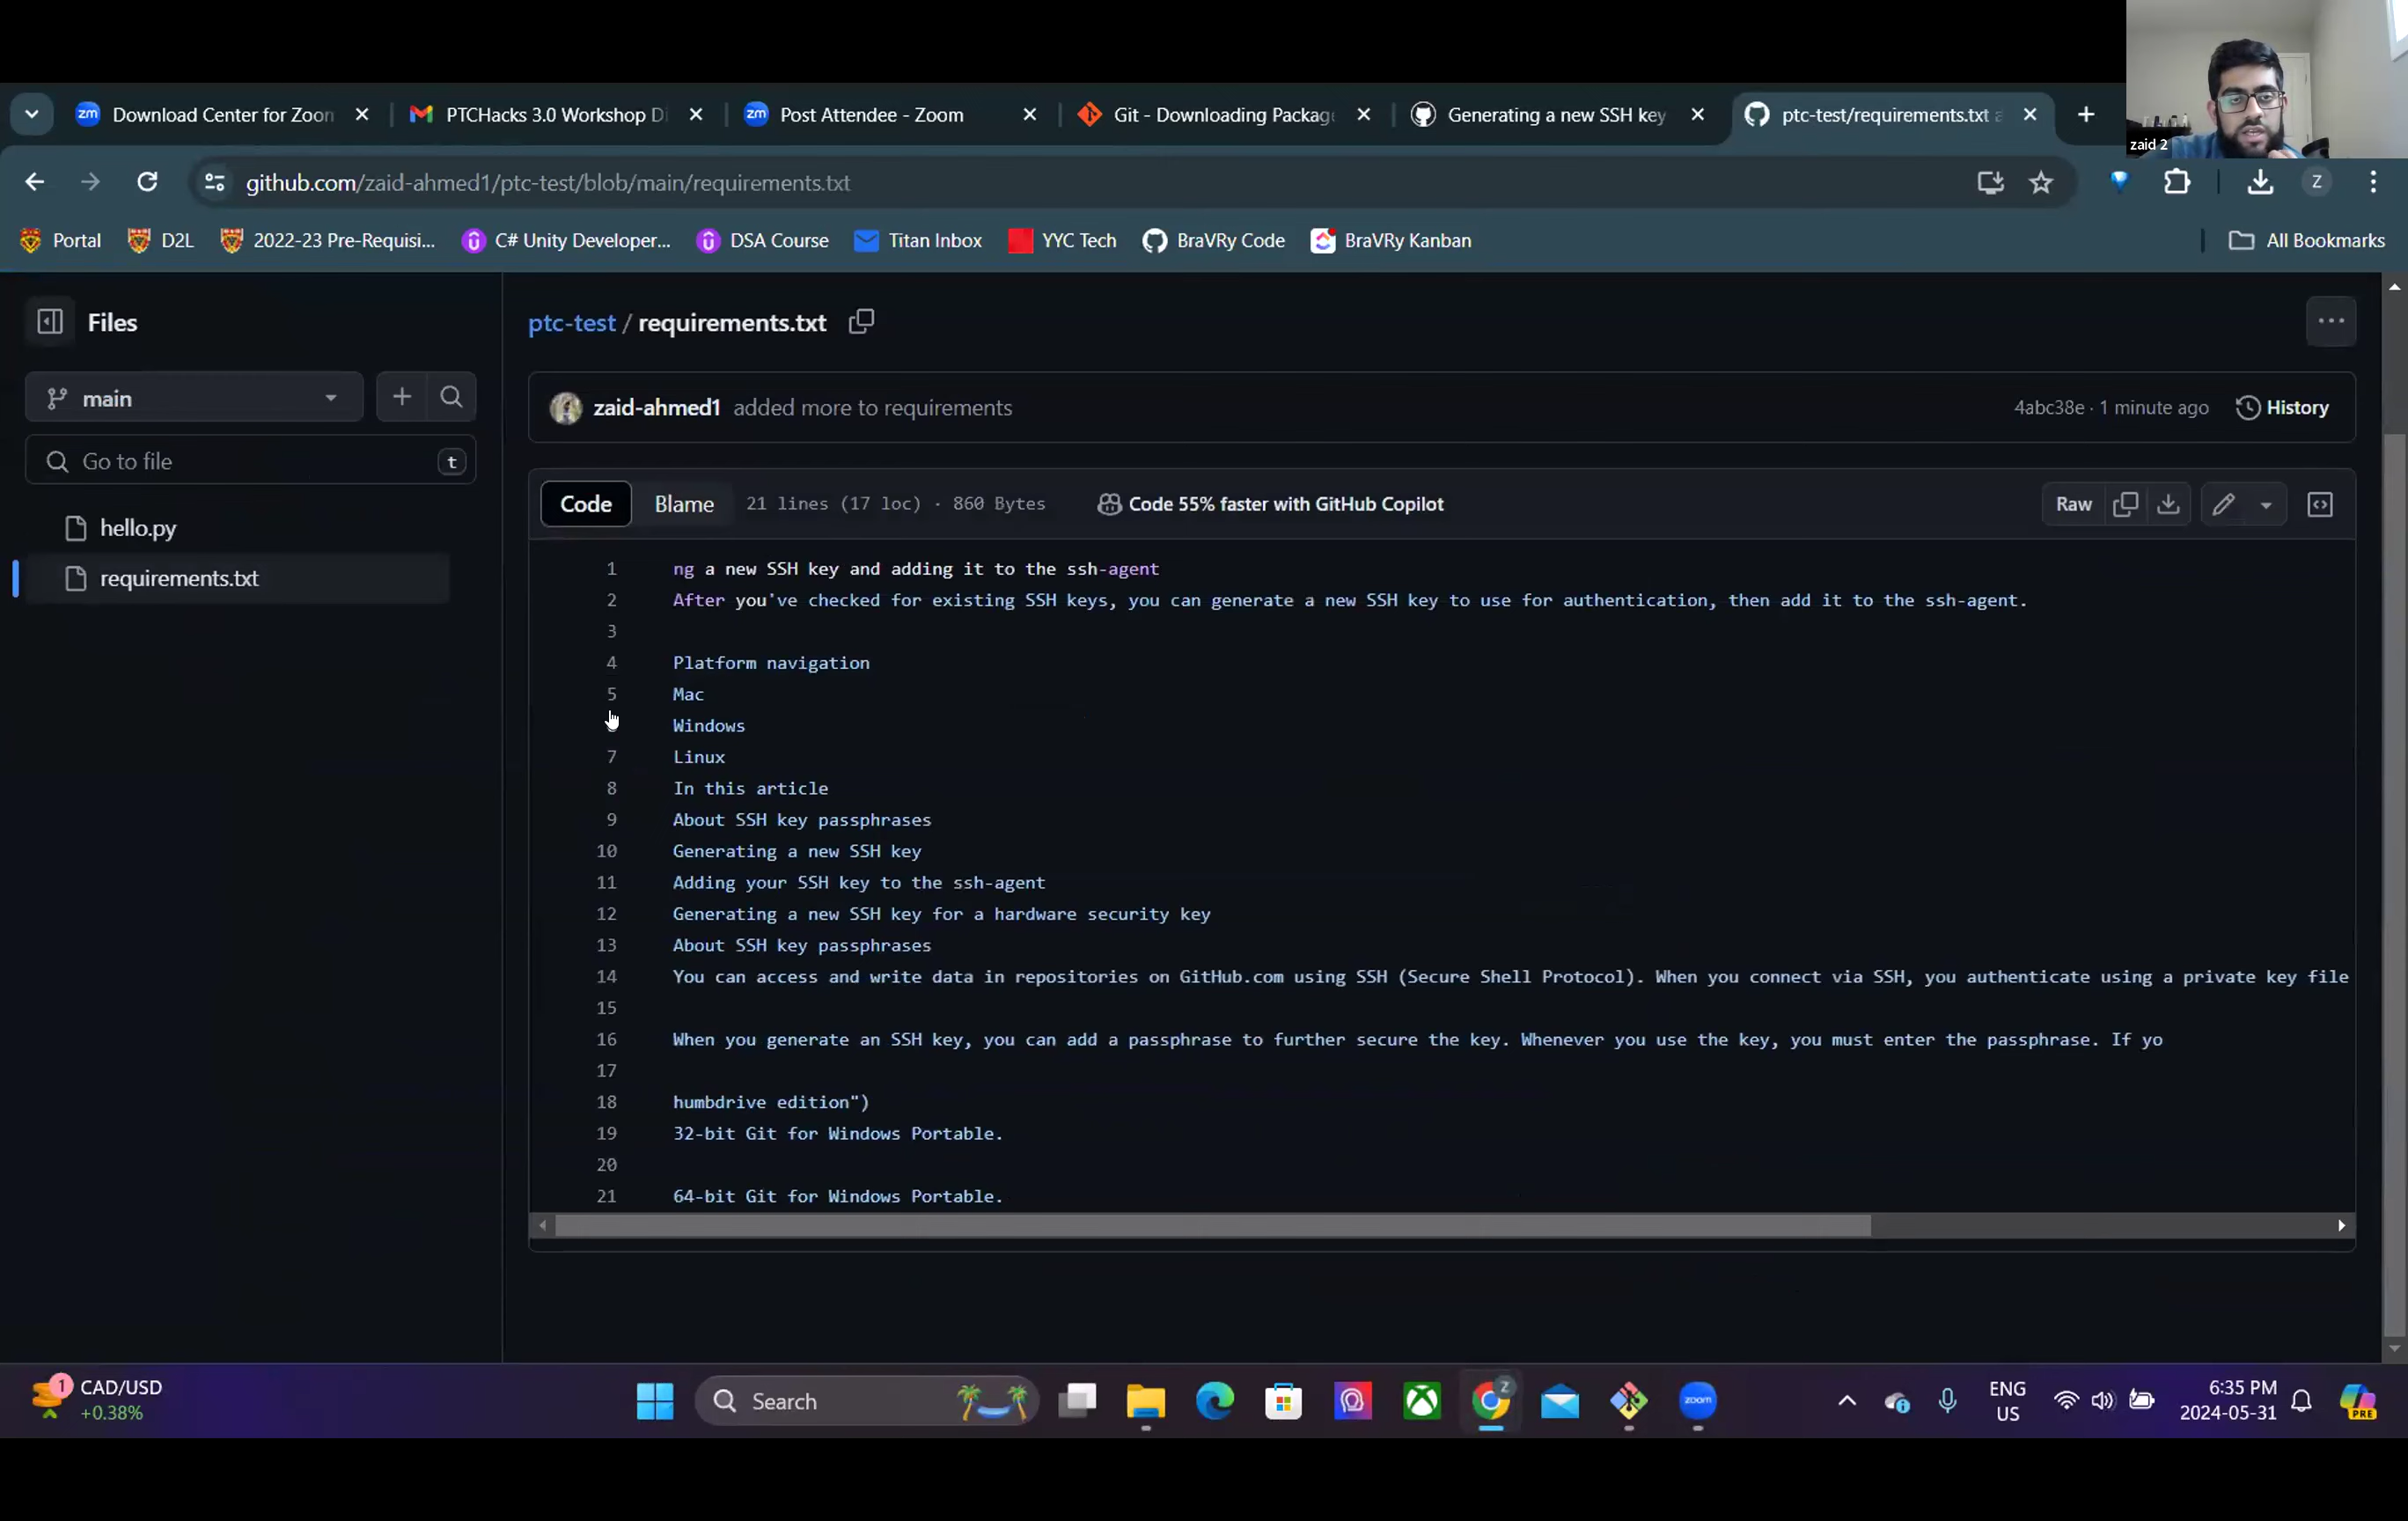 zaid 2
Download Center for Zoon
PTCHacks 3.0 Workshop D
Post Attendee - Zoom
Git - Downloading Package
Generating a new SSH key
ptc-test/requirements.txt a
github.com/zaid-ahmed1/ptc-test/blob/main/requirements.txt
Z
Portal
D2L
2022-23 Pre-Requisi...
C# Unity Developer...
DSA Course
Titan Inbox
YYC Tech
BraVRy Code
BraVRy Kanban
All Bookmarks
Files
ptc-test / requirements.txt
main
zaid-ahmed1 added more to requirements
4abc38e · 1 minute ago
History
Go to file
t
Code
Blame
21 lines (17 loc) · 860 Bytes
Code 55% faster with GitHub Copilot
Raw
hello.py
requirements.txt
1 ng a new SSH key and adding it to the ssh-agent
2 After you've checked for existing SSH keys, you can generate a new SSH key to use for authentication, then add it to the ssh-agent.
3
4 Platform navigation
5 Mac
Windows
7 Linux
8 In this article
9 About SSH key passphrases
10 Generating a new SSH key
11 Adding your SSH key to the ssh-agent
12 Generating a new SSH key for a hardware security key
13 About SSH key passphrases
14 You can access and write data in repositories on GitHub.com using SSH (Secure Shell Protocol). When you connect via SSH, you authenticate using a private key file
15
16 When you generate an SSH key, you can add a passphrase to further secure the key. Whenever you use the key, you must enter the passphrase. If yo
17
18 humbdrive edition")
19 32-bit Git for Windows Portable.
20
21 64-bit Git for Windows Portable.
1
CAD/USD
+0.38%
Search
Z
zoom
ENG
US
6:35 PM
2024-05-31
PRE